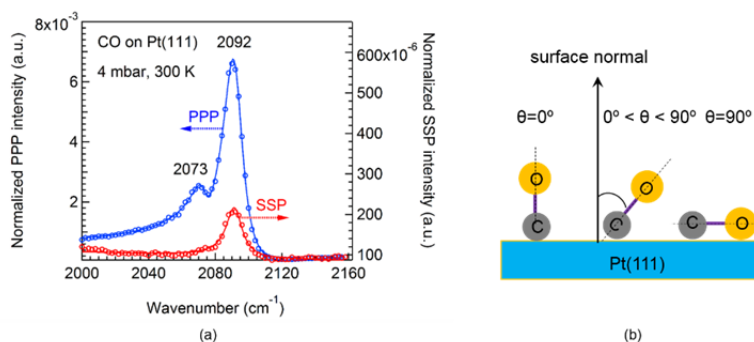 8x10-3
CO on Pt(111)
2092
4 mbar, 300 K
600x10-6
6
500
PPP
4
400
2073
300
2
SSP
200
100
2000
2040
2080
2120
2160
Normalized PPP intensity (a.u.)
Normalized SSP intensity (a.u.)
Wavenumber (cm-1)
(a)
surface normal
θ=0º
0º < θ < 90º θ=90º
O
C
O
C
C
O
Pt(111)
(b)